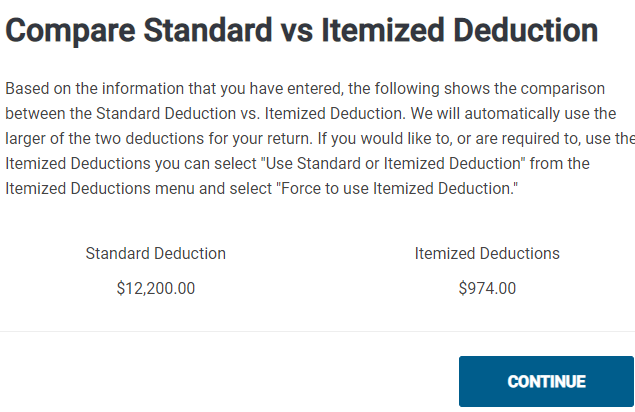 Compare Standard vs Itemized Deduction
Based on the information that you have entered, the following shows the comparison
between the Standard Deduction vs. Itemized Deduction. We will automatically use the
larger of the two deductions for your return. If you would like to, or are required to, use the
Itemized Deductions you can select "Use Standard or Itemized Deduction" from the
Itemized Deductions menu and select "Force to use Itemized Deduction."
Standard Deduction Itemized Deductions
$12,200.00 $974.00
CONTINUE